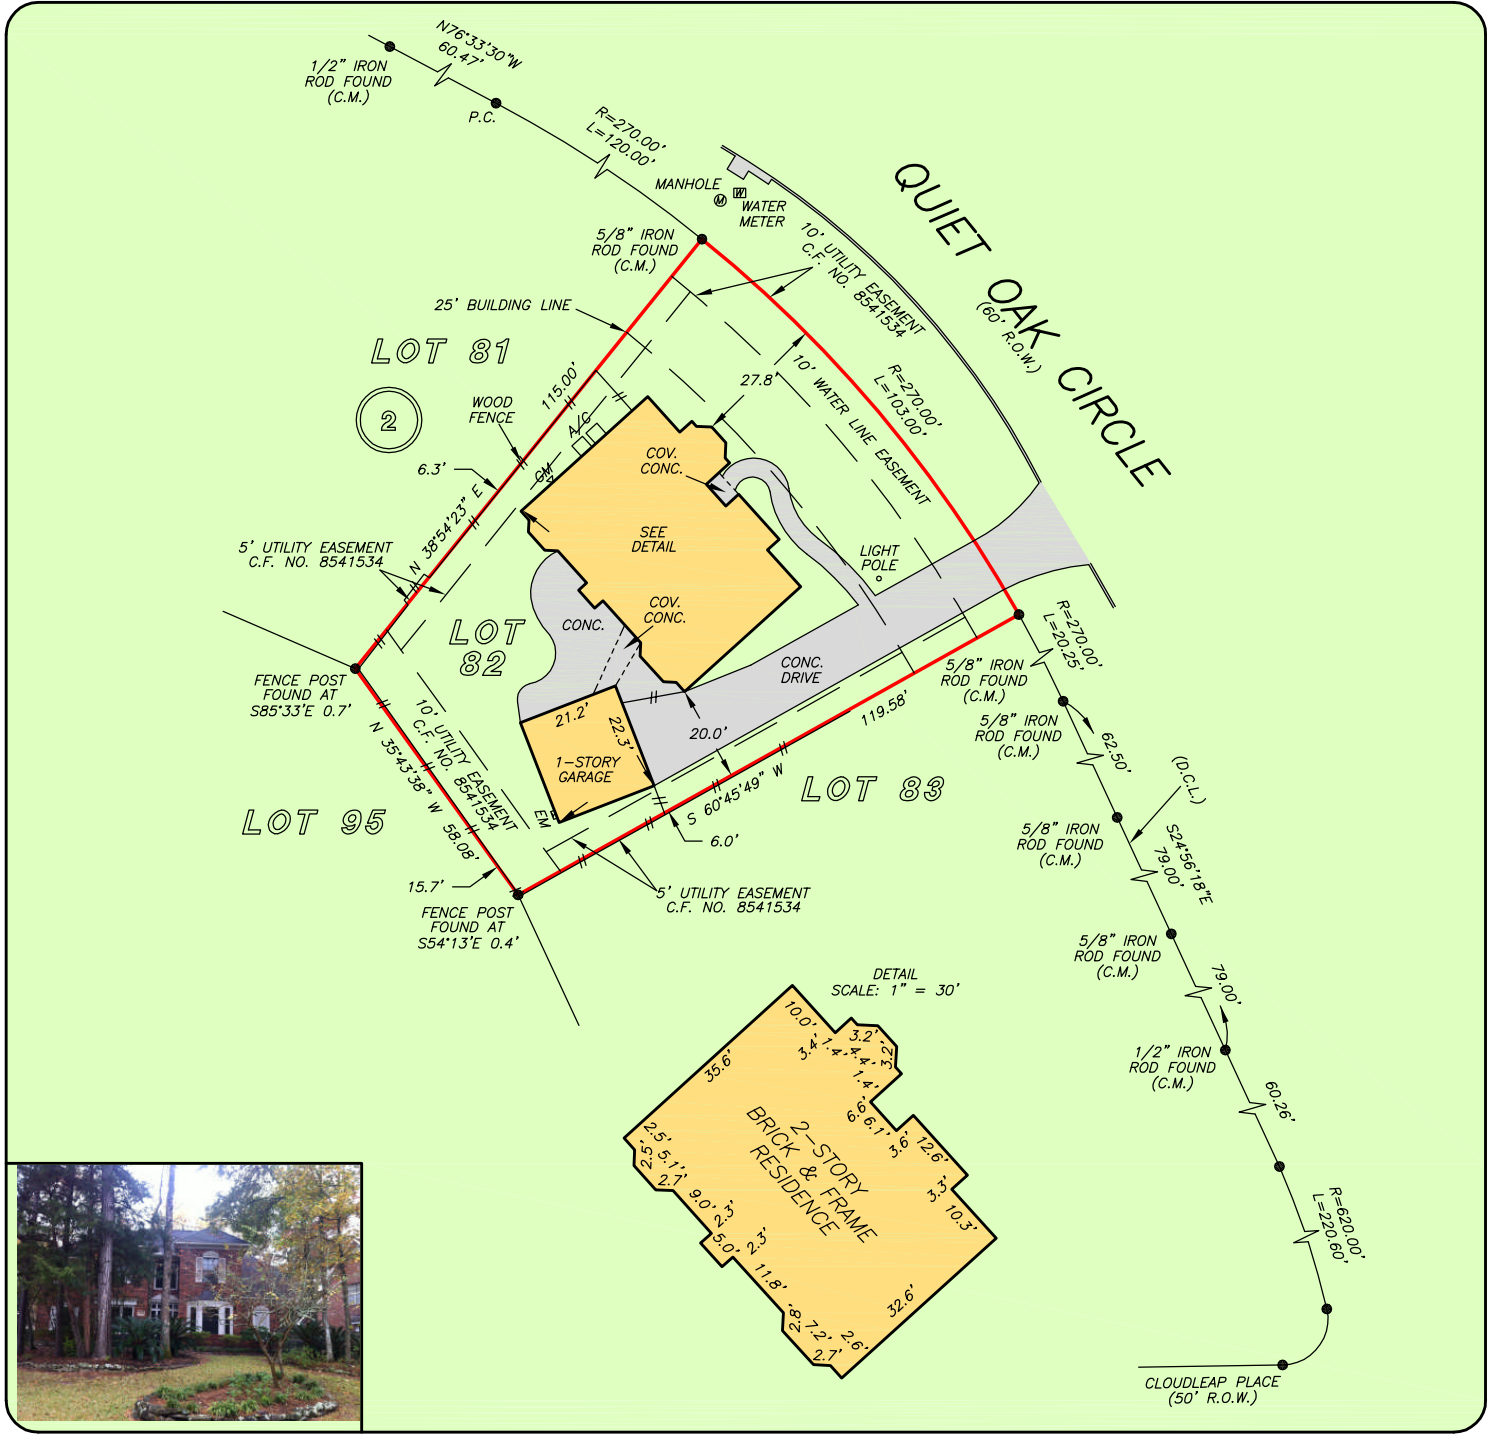 N76°33'30"W
60.47'
1/2" IRON
ROD FOUND
(C.M.)
P.C.
R=270.00'
L=120.00'
MANHOLE
M
W
WATER
METER
QUIET OAK CIRCLE
(60' R.O.W.)
5/8" IRON
ROD FOUND
(C.M.)
10' UTILITY EASEMENT
C.F. NO. 8541534
25' BUILDING LINE
LOT 81
2
115.00'
27.8'
10' WATER LINE EASEMENT
R=270.00'
L=103.00'
WOOD
FENCE
A/C
GM
6.3'
N 38°54'23" E
COV.
CONC.
SEE
DETAIL
5' UTILITY EASEMENT
C.F. NO. 8541534
LIGHT
POLE
COV.
CONC.
CONC.
LOT
82
CONC.
DRIVE
R=270.00'
L=20.25'
5/8" IRON
ROD FOUND
(C.M.)
FENCE POST
FOUND AT
S85°33'E 0.7'
10' UTILITY EASEMENT
C.F. NO. 8541534
N 35°43'38" W 58.08'
21.2'
22.3'
1-STORY
GARAGE
EM
20.0'
119.58'
S 60°45'49" W
LOT 83
LOT 95
6.0'
5/8" IRON
ROD FOUND
(C.M.)
62.50'
(D.C.L.)
S24°56'18"E
79.00'
5/8" IRON
ROD FOUND
(C.M.)
15.7'
FENCE POST
FOUND AT
S54°13'E 0.4'
5' UTILITY EASEMENT
C.F. NO. 8541534
5/8" IRON
ROD FOUND
(C.M.)
79.00'
1/2" IRON
ROD FOUND
(C.M.)
60.26'
R=620.00'
L=220.60'
CLOUDLEAP PLACE
(50' R.O.W.)
DETAIL
SCALE: 1" = 30'
10.0'
3.4'
1.4'
3.2'
4.4'
3.2'
1.4'
35.6'
6.6'
6.1'
3.6'
12.6'
3.3'
10.3'
2-STORY
BRICK & FRAME
RESIDENCE
2.5'
2.5'
5.1'
2.7'
9.0'
2.3'
5.0'
2.3'
11.8'
2.8'
7.2'
2.7'
2.6'
32.6'